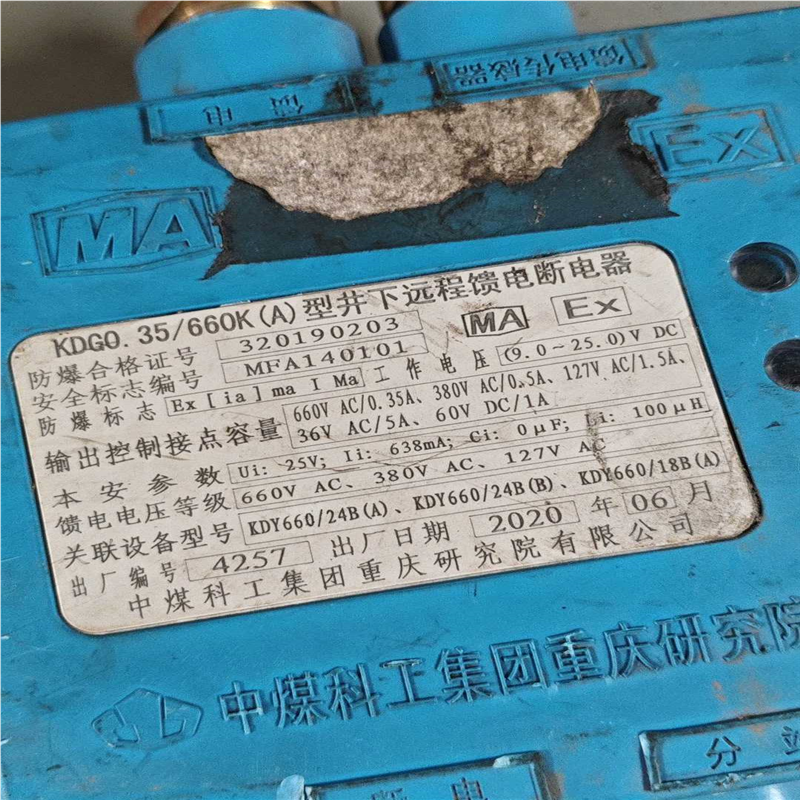 馈电
馈电传感器
MA
Ex
KDG0.35/660K(A)型井下远程馈电断电器
防爆合格证号 320190203
MA Ex
安全标志编号 MFA140101
防爆标志 Ex[ia]ma I Ma 工作电压 (9.0~25.0)V DC
输出控制接点容量 660V AC/0.35A、380V AC/0.5A、127V AC/1.5A、
36V AC/5A、60V DC/1A
本安参数 Ui: 25V; Ii: 638mA; Ci: 0μF; Li: 100μH
馈电电压等级 660V AC、380V AC、127V AC
关联设备型号 KDY660/24B(A)、KDY660/24B(B)、KDY660/18B(A)
出厂编号 4257 出厂日期 2020 年 06 月
中煤科工集团重庆研究院有限公司
中煤科工集团重庆研究院
分站
断电